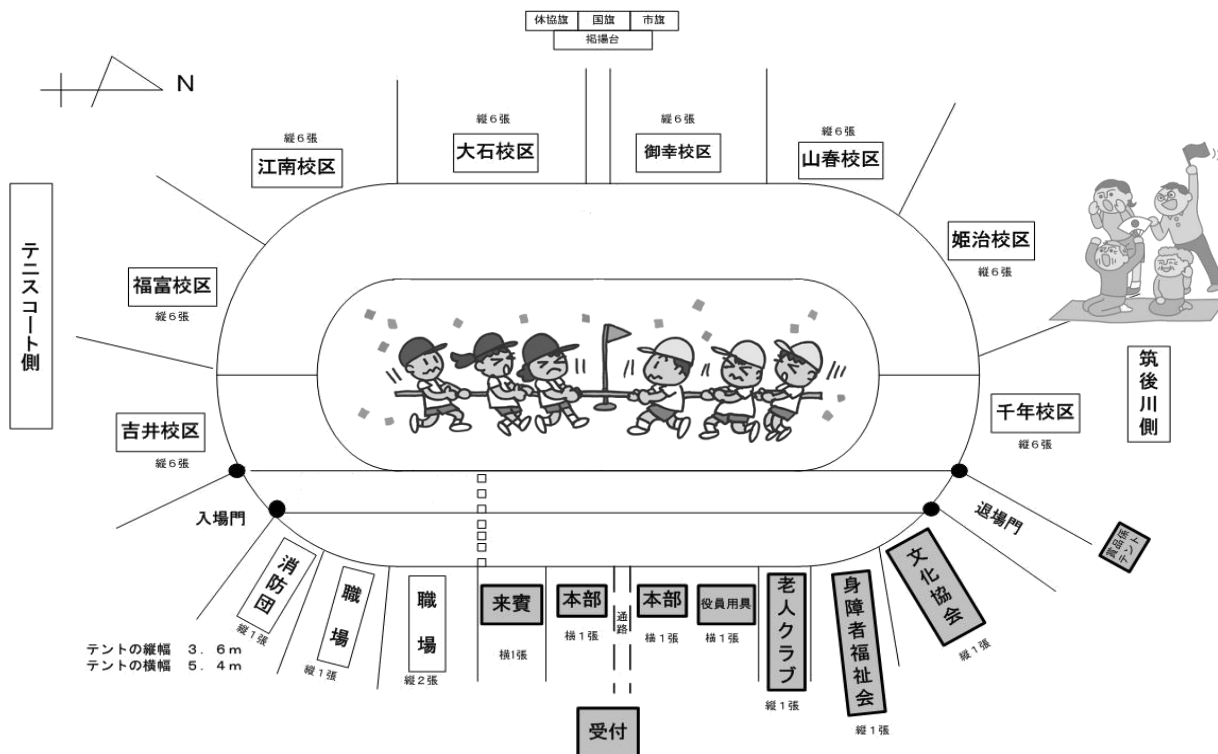 体協旗 国旗 市旗
掲揚台
N
縦6張
江南校区
縦6張
大石校区
縦6張
御幸校区
縦6張
山春校区
姫治校区
縦6張
福富校区
縦6張
テニスコート側
筑後川側
吉井校区
縦6張
千年校区
縦6張
入場門
退場門
賞品係
テント
消防団
縦1張
職場
縦1張
職場
縦2張
来賓
横1張
本部
横1張
通路
本部
横1張
役員用具
横1張
老人クラブ
縦1張
身障者福祉会
縦1張
文化協会
縦1張
テントの縦幅 3.6m
テントの横幅 5.4m
受付